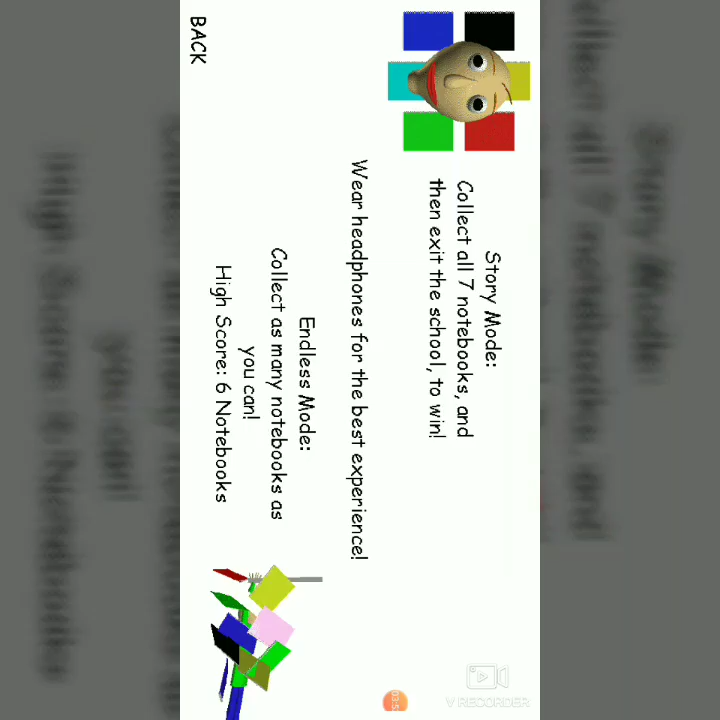 Story Mode:
Collect all 7 notebooks, and
then exit the school, to win!
Wear headphones for the best experience!
Endless Mode:
Collect as many notebooks as
you can!
High Score: 6 Notebooks
BACK
V RECORDER